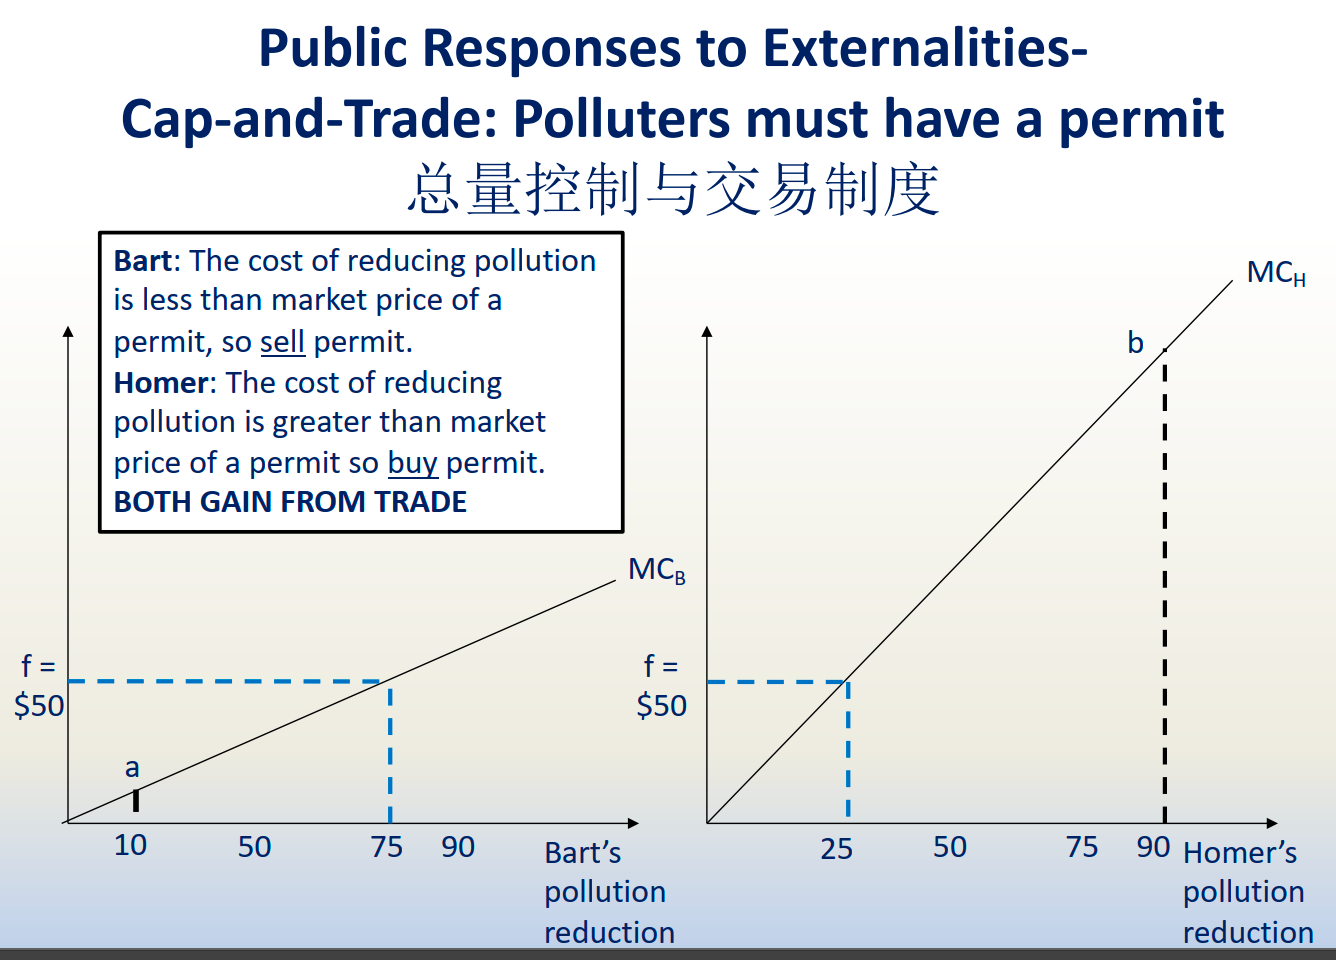 Public Responses to Externalities-
Cap-and-Trade: Polluters must have a permit
总量控制与交易制度
Bart: The cost of reducing pollution
is less than market price of a
permit, so sell permit.
Homer: The cost of reducing
pollution is greater than market
price of a permit so buy permit.
BOTH GAIN FROM TRADE
MCB
f =
$50
a
10
50
75
90
Bart's
pollution
reduction
MCH
b
f =
$50
25
50
75
90
Homer's
pollution
reduction